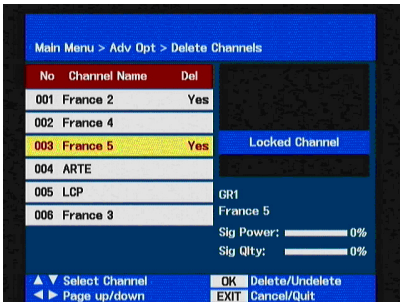 Main Menu > Adv Opt > Delete Channels
No Channel Name Del
001 France 2 Yes
002 France 4
003 France 5 Yes
004 ARTE
005 LCP
006 France 3
Locked Channel
GR1
France 5
Sig Power: 0%
Sig Qlty: 0%
▲ ▼ Select Channel
◄ ► Page up/down
OK Delete/Undelete
EXIT Cancel/Quit